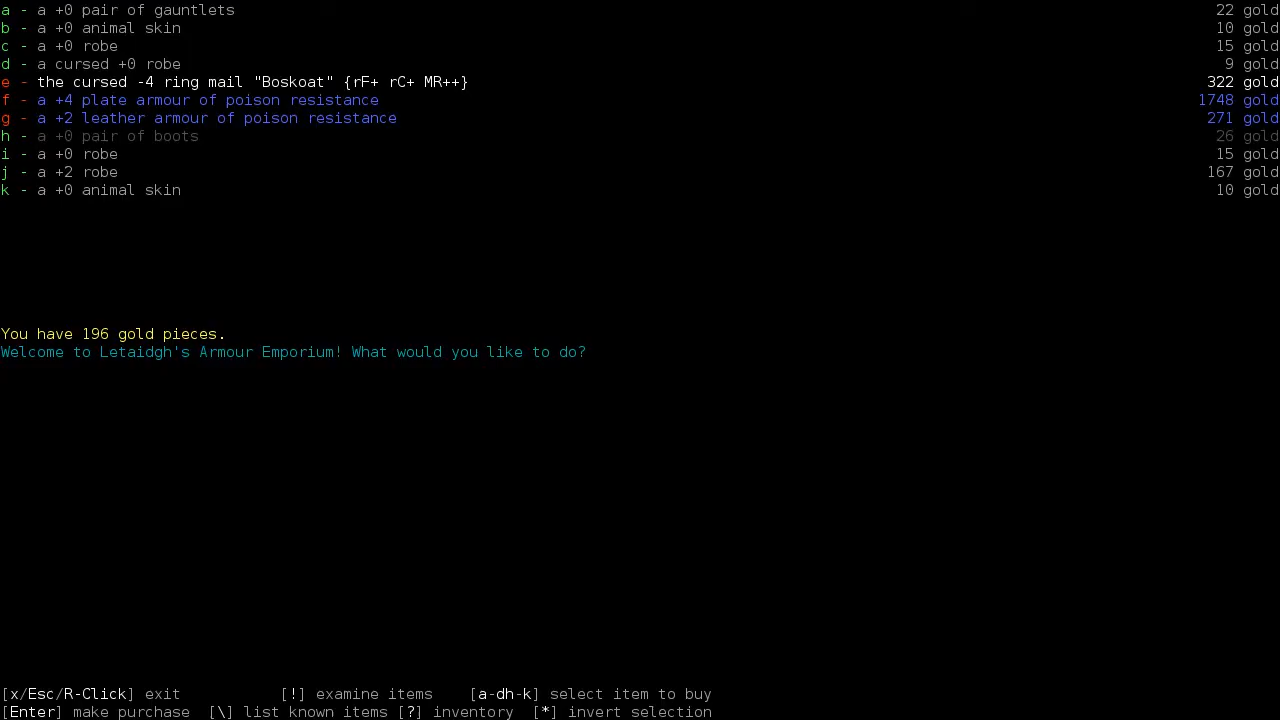 a - a +0 pair of gauntlets 22 gold
b - a +0 animal skin 10 gold
c - a +0 robe 15 gold
d - a cursed +0 robe 9 gold
e - the cursed -4 ring mail "Boskoat" {rF+ rC+ MR++} 322 gold
f - a +4 plate armour of poison resistance 1748 gold
g - a +2 leather armour of poison resistance 271 gold
h - a +0 pair of boots 26 gold
i - a +0 robe 15 gold
j - a +2 robe 167 gold
k - a +0 animal skin 10 gold
You have 196 gold pieces.
Welcome to Letaidgh's Armour Emporium! What would you like to do?
[x/Esc/R-Click] exit [!] examine items [a-dh-k] select item to buy
[Enter] make purchase [\] list known items [?] inventory [*] invert selection